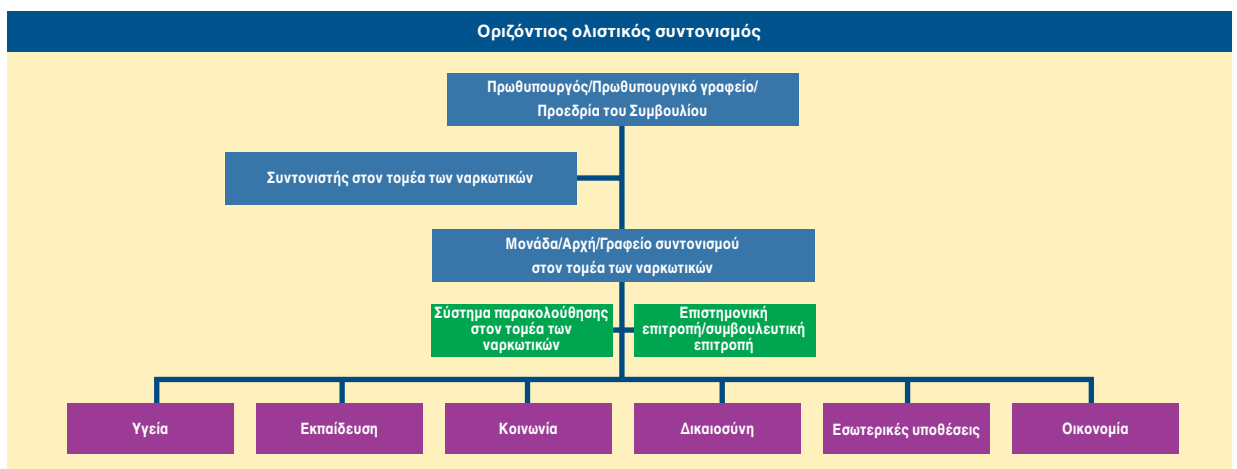 Οριζόντιος ολιστικός συντονισμός
Πρωθυπουργός/Πρωθυπουργικό γραφείο/
Προεδρία του Συμβουλίου
Συντονιστής στον τομέα των ναρκωτικών
Μονάδα/Αρχή/Γραφείο συντονισμού
στον τομέα των ναρκωτικών
Σύστημα παρακολούθησης
στον τομέα των
ναρκωτικών
Επιστημονική
επιτροπή/συμβουλευτική
επιτροπή
Υγεία
Εκπαίδευση
Κοινωνία
Δικαιοσύνη
Εσωτερικές υποθέσεις
Οικονομία